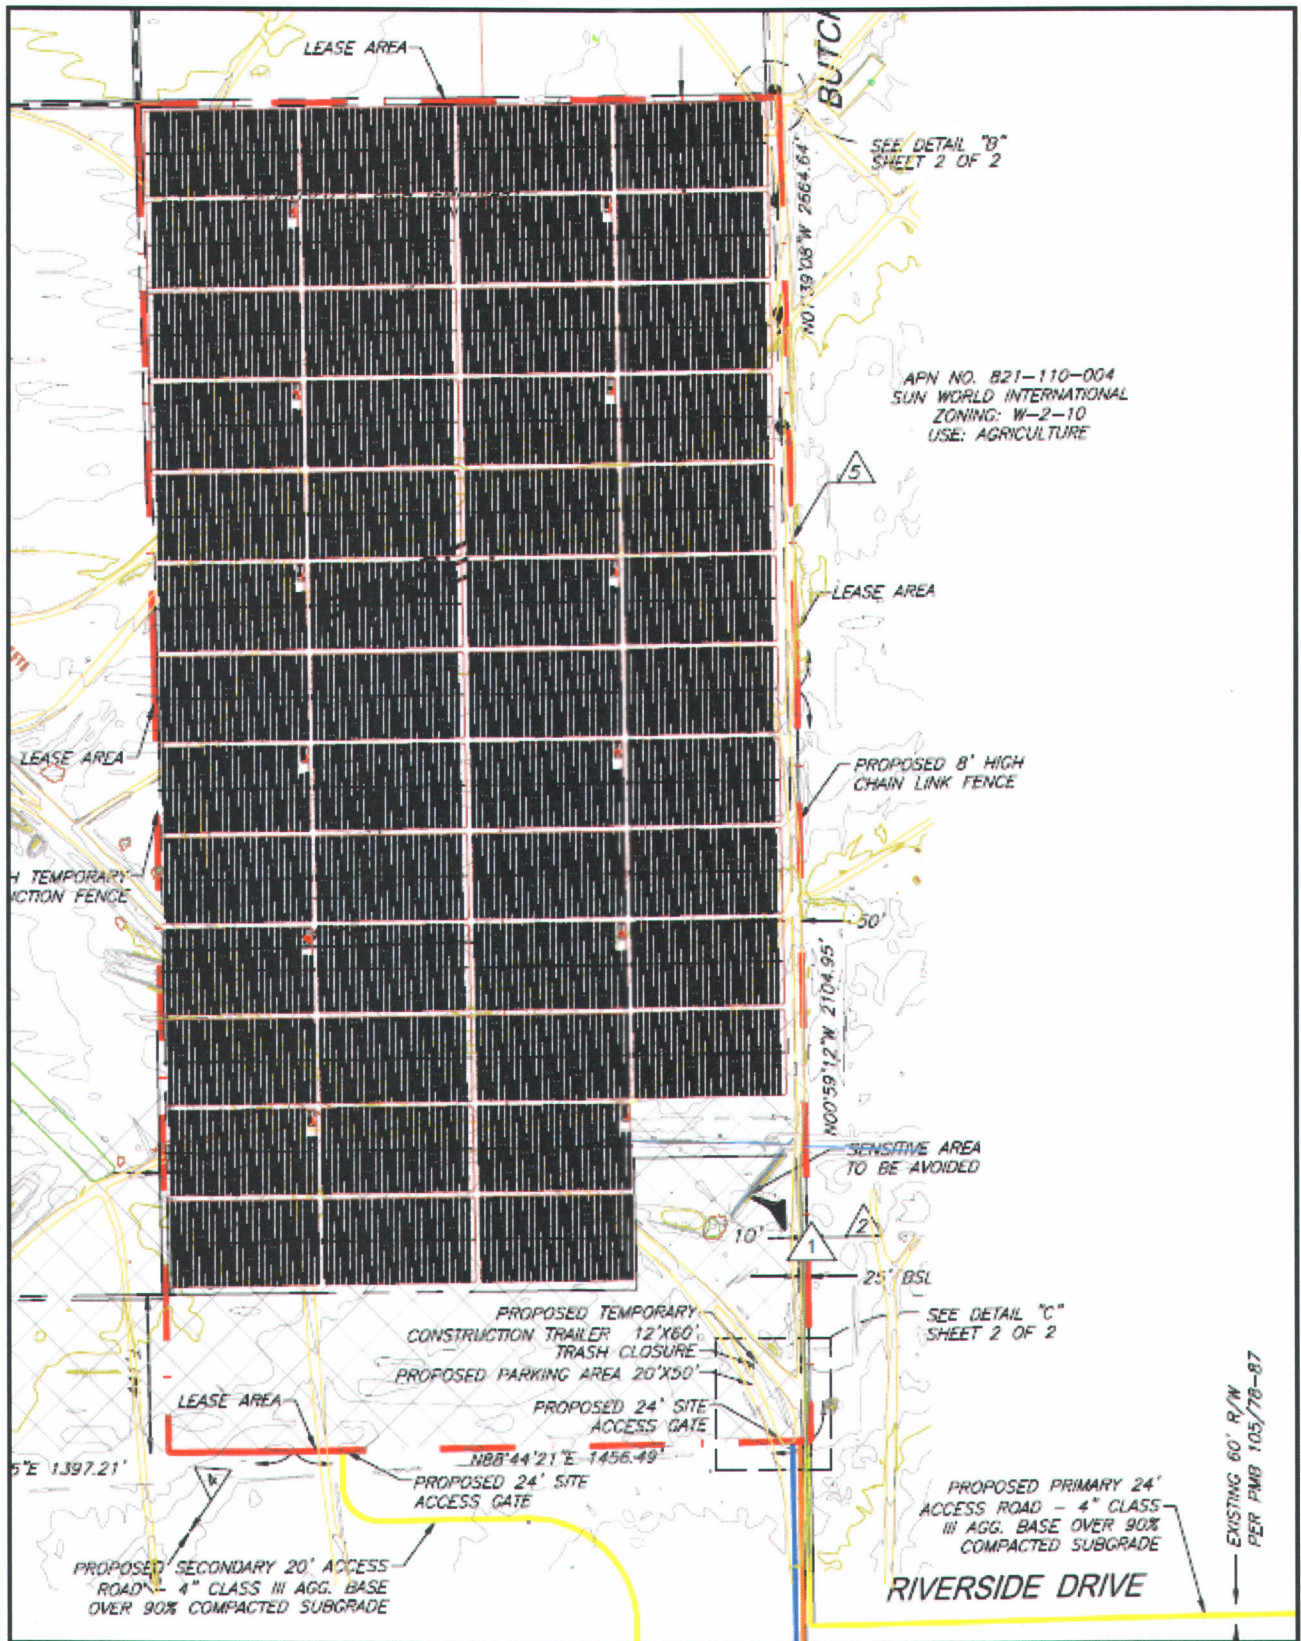 LEASE AREA
BUTCH
SEE DETAIL "B"
SHEET 2 OF 2
N01°39'08"W 2664.64'
APN NO. 821-110-004
SUN WORLD INTERNATIONAL
ZONING: W-2-10
USE: AGRICULTURE
5
LEASE AREA
LEASE AREA
PROPOSED 8' HIGH
CHAIN LINK FENCE
H TEMPORARY
UCTION FENCE
50'
N00°59'12"W 2104.95'
SENSITIVE AREA
TO BE AVOIDED
10'
1
2
25' BSL
PROPOSED TEMPORARY
CONSTRUCTION TRAILER 12'X60'
TRASH CLOSURE
PROPOSED PARKING AREA 20'X50'
SEE DETAIL "C"
SHEET 2 OF 2
LEASE AREA
PROPOSED 24' SITE
ACCESS GATE
N88°44'21"E 1456.49'
5"E 1397.21'
4
PROPOSED 24' SITE
ACCESS GATE
PROPOSED PRIMARY 24'
ACCESS ROAD – 4" CLASS
III AGG. BASE OVER 90%
COMPACTED SUBGRADE
EXISTING 60' R/W
PER PMB 105/78-87
PROPOSED SECONDARY 20' ACCESS
ROAD – 4" CLASS III AGG. BASE
OVER 90% COMPACTED SUBGRADE
RIVERSIDE DRIVE